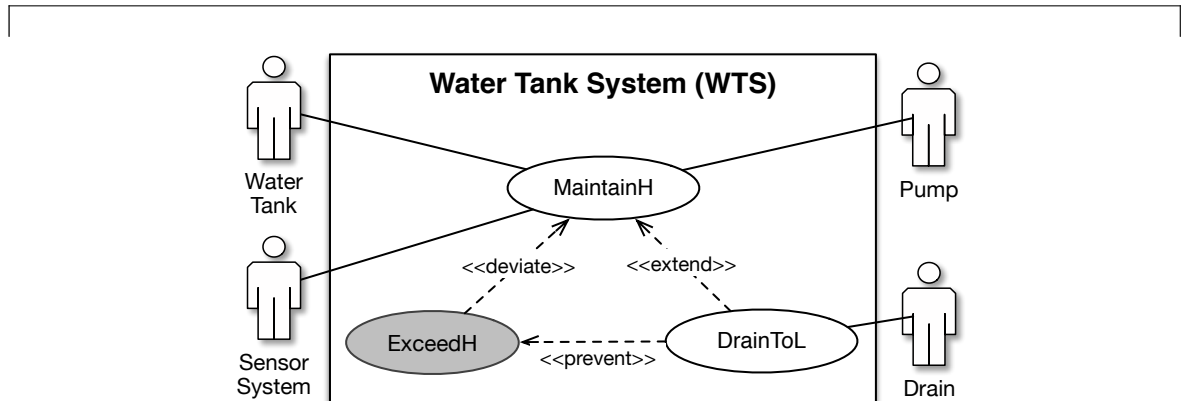 Water Tank System (WTS)
Water
Tank
MaintainH
Pump
<<deviate>>
<<extend>>
Sensor
System
ExceedH
<<prevent>>
DrainToL
Drain